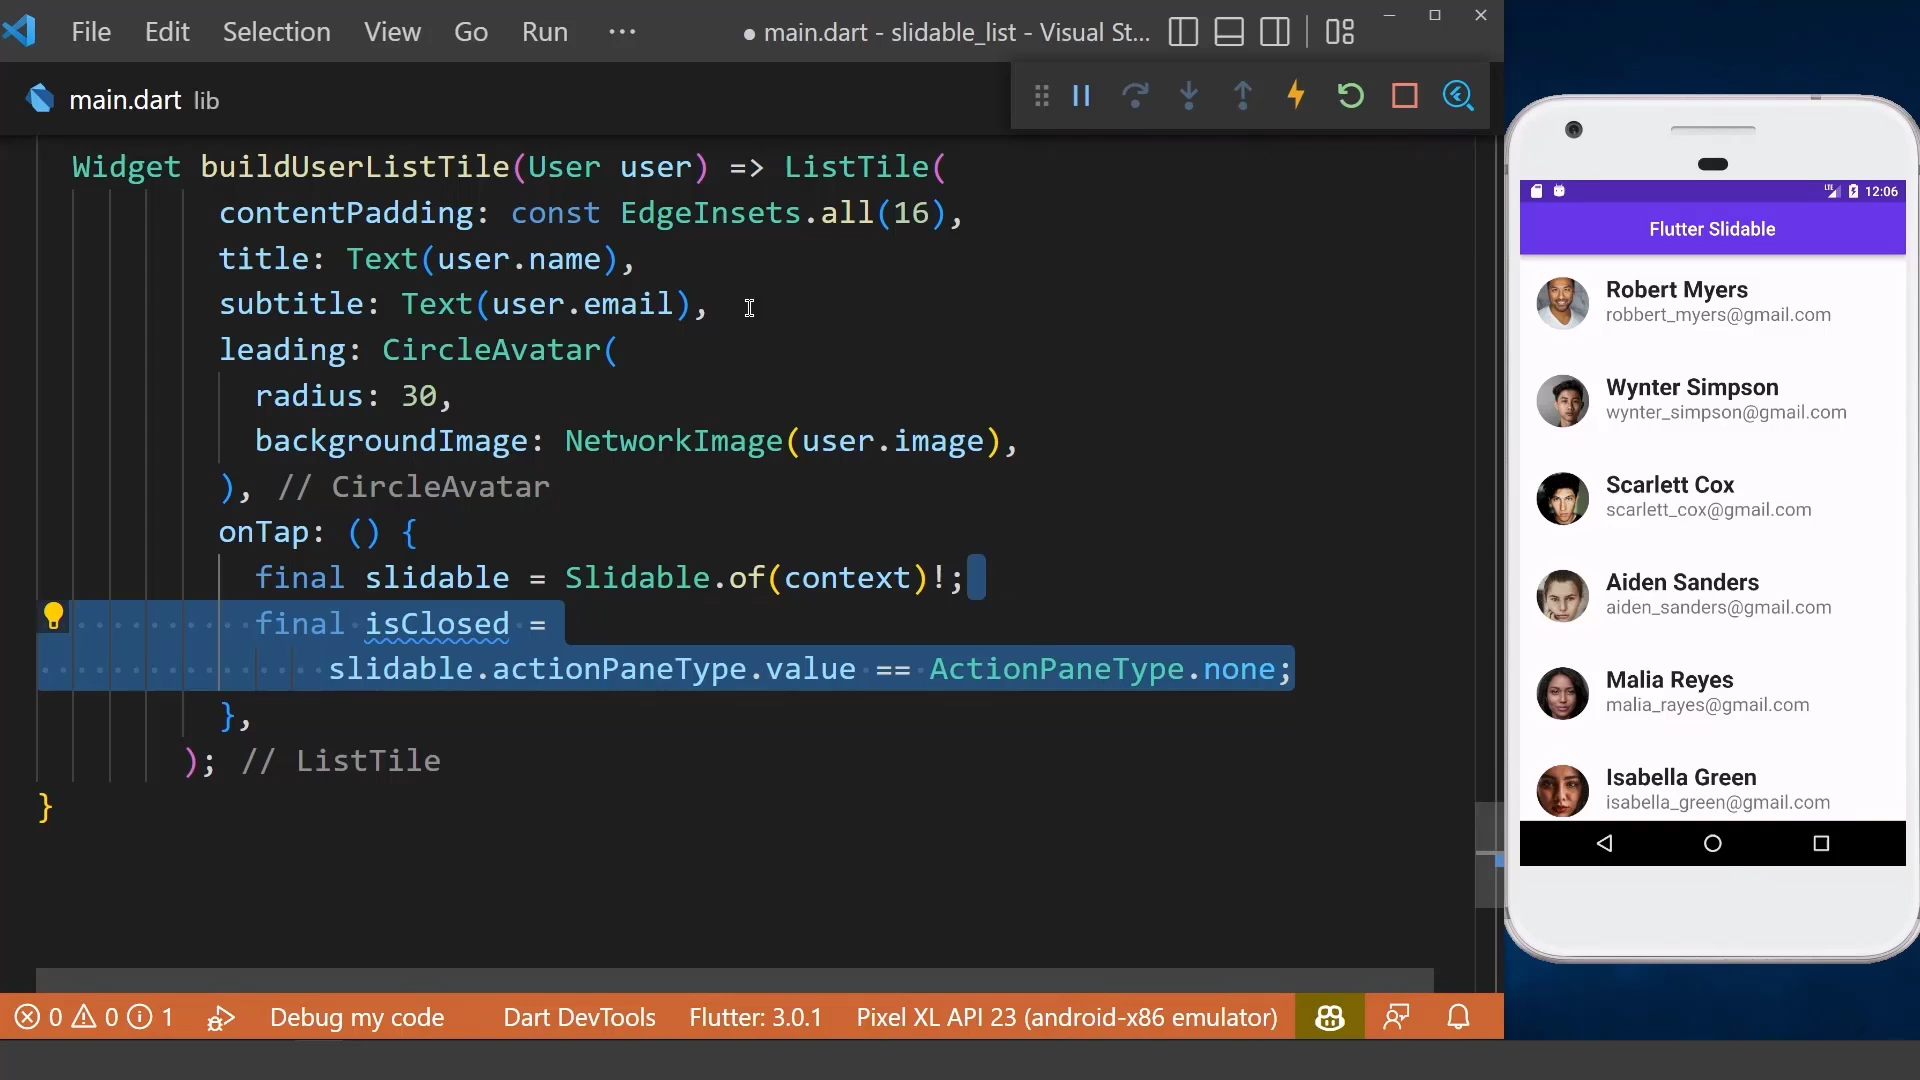 File Edit Selection View Go Run ···
● main.dart - slidable_list - Visual St...
main.dart lib
Widget buildUserListTile(User user) => ListTile(
contentPadding: const EdgeInsets.all(16),
title: Text(user.name),
subtitle: Text(user.email),
leading: CircleAvatar(
radius: 30,
backgroundImage: NetworkImage(user.image),
), // CircleAvatar
onTap: () {
final slidable = Slidable.of(context)!;
final isClosed =
slidable.actionPaneType.value == ActionPaneType.none;
},
); // ListTile
}
0 0 1 Debug my code Dart DevTools Flutter: 3.0.1 Pixel XL API 23 (android-x86 emulator)
LTE 12:06
Flutter Slidable
Robert Myers
robbert_myers@gmail.com
Wynter Simpson
wynter_simpson@gmail.com
Scarlett Cox
scarlett_cox@gmail.com
Aiden Sanders
aiden_sanders@gmail.com
Malia Reyes
malia_rayes@gmail.com
Isabella Green
isabella_green@gmail.com